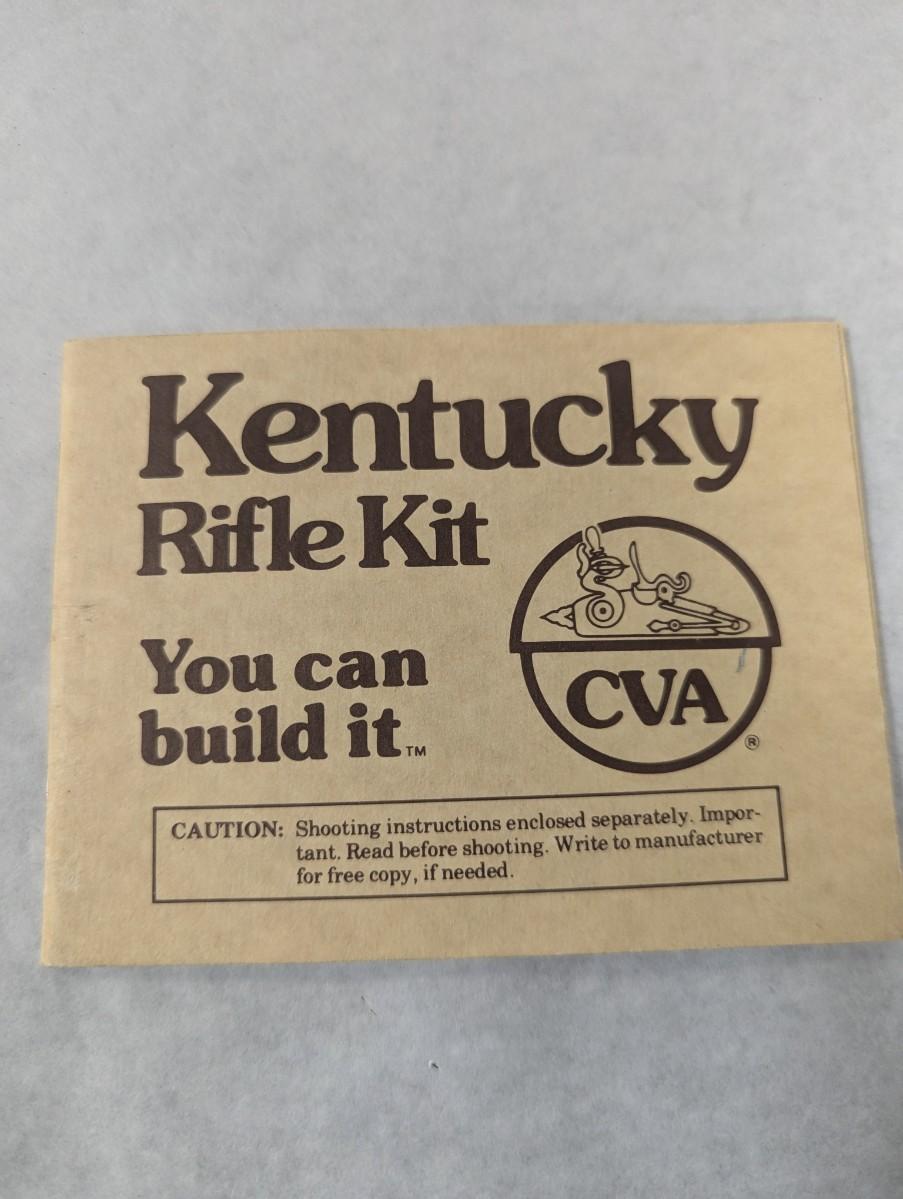 Kentucky
Rifle Kit
You can
build it™
CVA
®
CAUTION: Shooting instructions enclosed separately. Impor-
tant. Read before shooting. Write to manufacturer
for free copy, if needed.